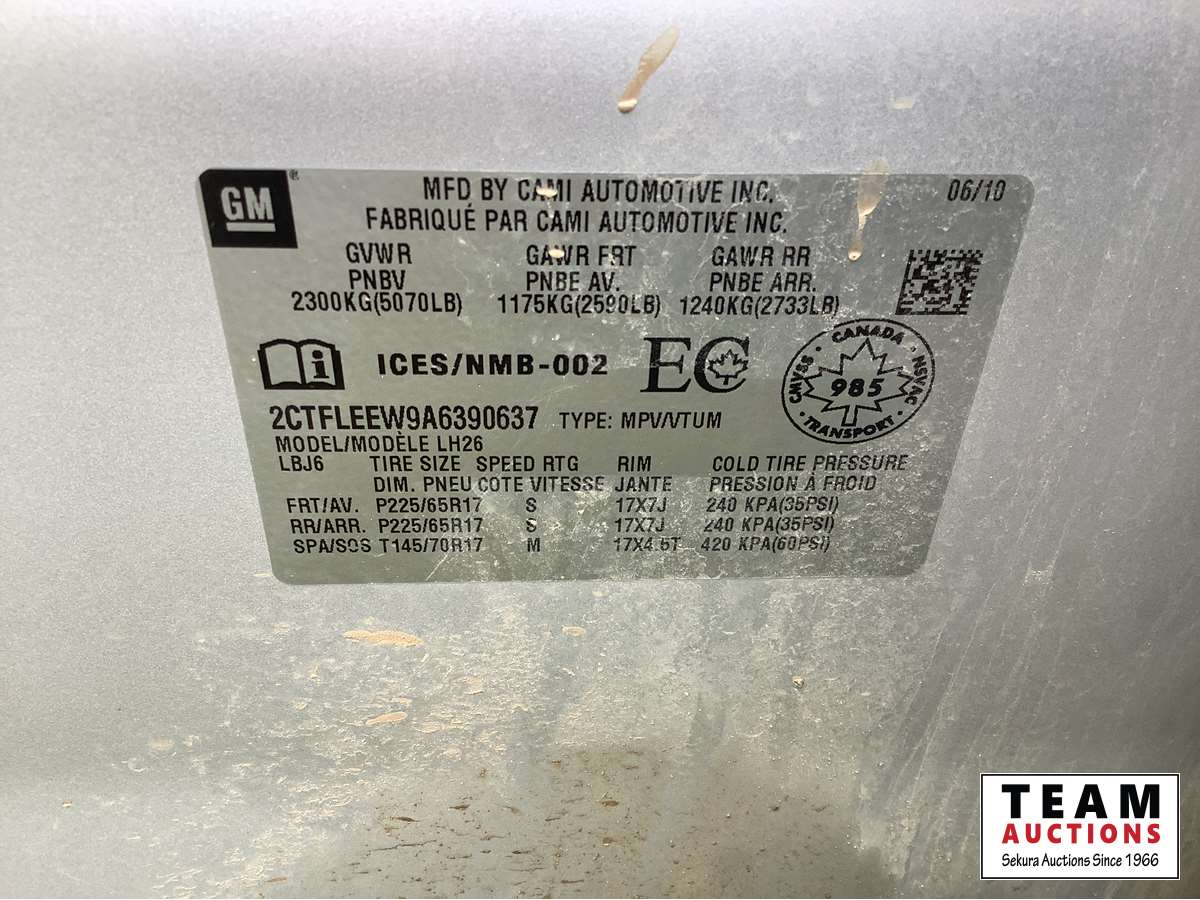 GM®
MFD BY CAMI AUTOMOTIVE INC. 06/10
FABRIQUÉ PAR CAMI AUTOMOTIVE INC.
GVWR GAWR FRT GAWR RR
PNBV PNBE AV. PNBE ARR.
2300KG(5070LB) 1175KG(2590LB) 1240KG(2733LB)
i ICES/NMB-002 EC
CANADA
CMVSS 985 NSVAC
TRANSPORT
2CTFLEEW9A6390637 TYPE: MPV/VTUM
MODEL/MODÈLE LH26
LBJ6 TIRE SIZE SPEED RTG RIM COLD TIRE PRESSURE
DIM. PNEU COTE VITESSE JANTE PRESSION À FROID
FRT/AV. P225/65R17 S 17X7J 240 KPA(35PSI)
RR/ARR. P225/65R17 S 17X7J 240 KPA(35PSI)
SPA/SOS T145/70R17 M 17X4.5T 420 KPA(60PSI)
TEAM
AUCTIONS
Sekura Auctions Since 1966